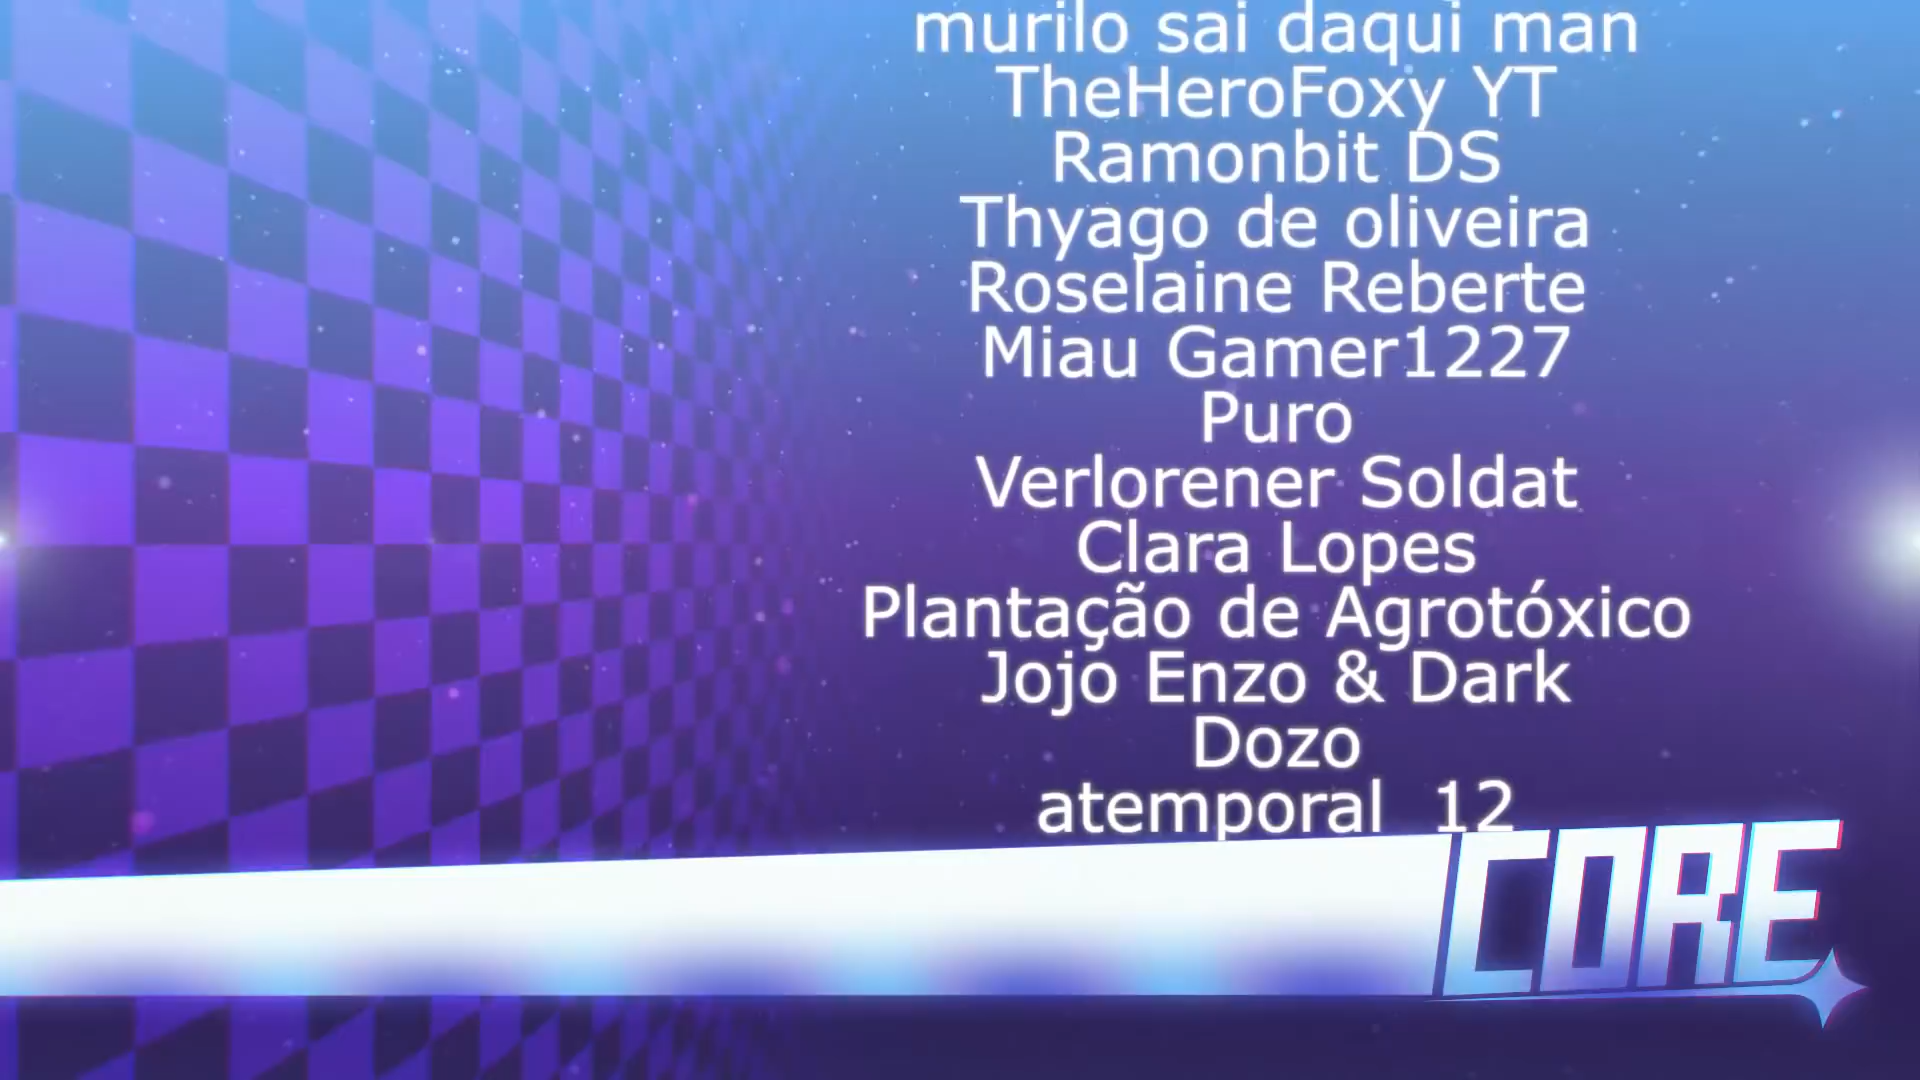 murilo sai daqui man
TheHeroFoxy YT
Ramonbit DS
Thyago de oliveira
Roselaine Reberte
Miau Gamer1227
Puro
Verlorener Soldat
Clara Lopes
Plantação de Agrotóxico
Jojo Enzo & Dark
Dozo
atemporal  12
CORE